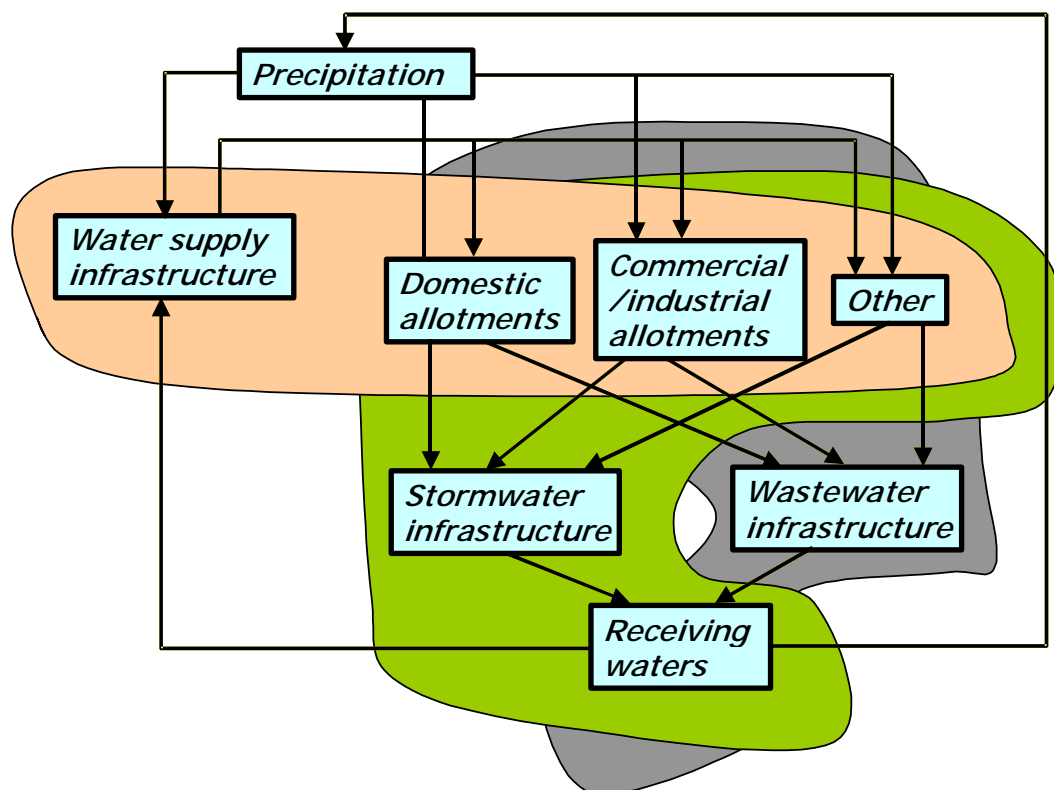 Precipitation
Water supply
infrastructure
Domestic
allotments
Commercial
/industrial
allotments
Other
Stormwater
infrastructure
Wastewater
infrastructure
Receiving
waters